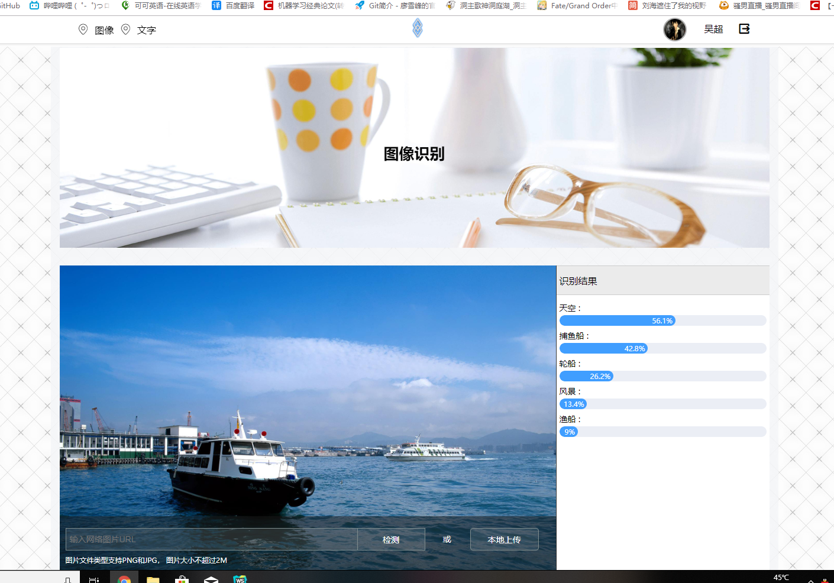 itHub 哔哩哔哩 ( ゜- ゜)つロ 可可英语-在线英语学 百度翻译 机器学习经典论文(续 Git简介 - 廖雪峰的官 洞主歌神洞庭湖_洞主 Fate/Grand Order中 刘海遮住了我的视野 骚男直播_骚男直播间
图像 文字 吴超
图像识别
识别结果
天空：
56.1%
捕鱼船：
42.8%
轮船：
26.2%
风景：
13.4%
渔船：
9%
输入网络图片URL 检测 或 本地上传
图片文件类型支持PNG和JPG， 图片大小不超过2M
45℃